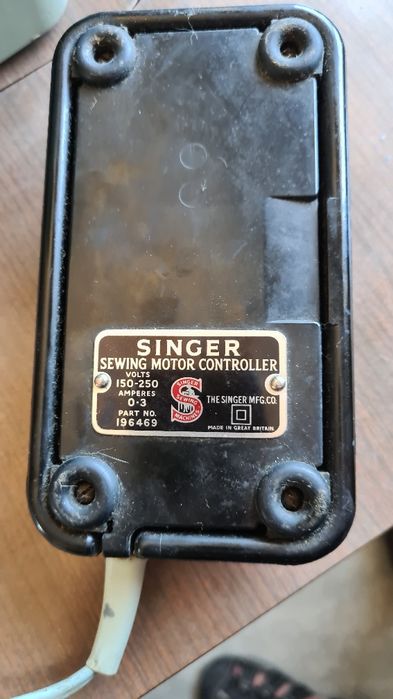 SINGER
SEWING MOTOR CONTROLLER
VOLTS
150-250
AMPERES
0-3
PART NO.
196469
SINGER
SEWING
MACHINES
THE SINGER MFG.CO.
MADE IN GREAT BRITAIN